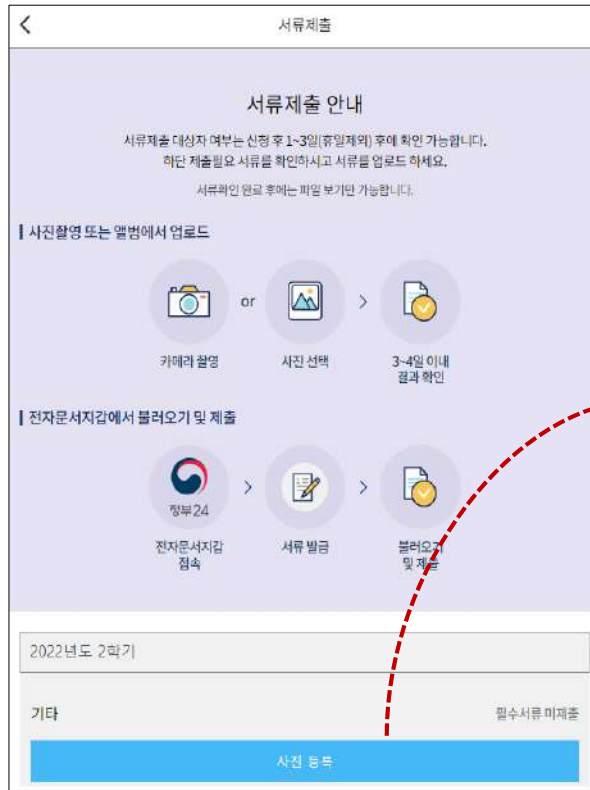 서류제출
서류제출 안내
서류제출 대상자 여부는 신청 후 1~3일(휴일제외) 후에 확인 가능합니다.
하단 제출필요 서류를 확인하시고 서류를 업로드 하세요.
서류확인 완료 후에는 파일 보기만 가능합니다.
사진촬영 또는 앨범에서 업로드
or
>
카메라 촬영
사진 선택
3~4일 이내
결과 확인
전자문서지갑에서 불러오기 및 제출
정부24
>
>
전자문서지갑
접속
서류 발급
불러오기
및 제출
2022년도 2학기
기타
필수서류 미제출
사진 등록